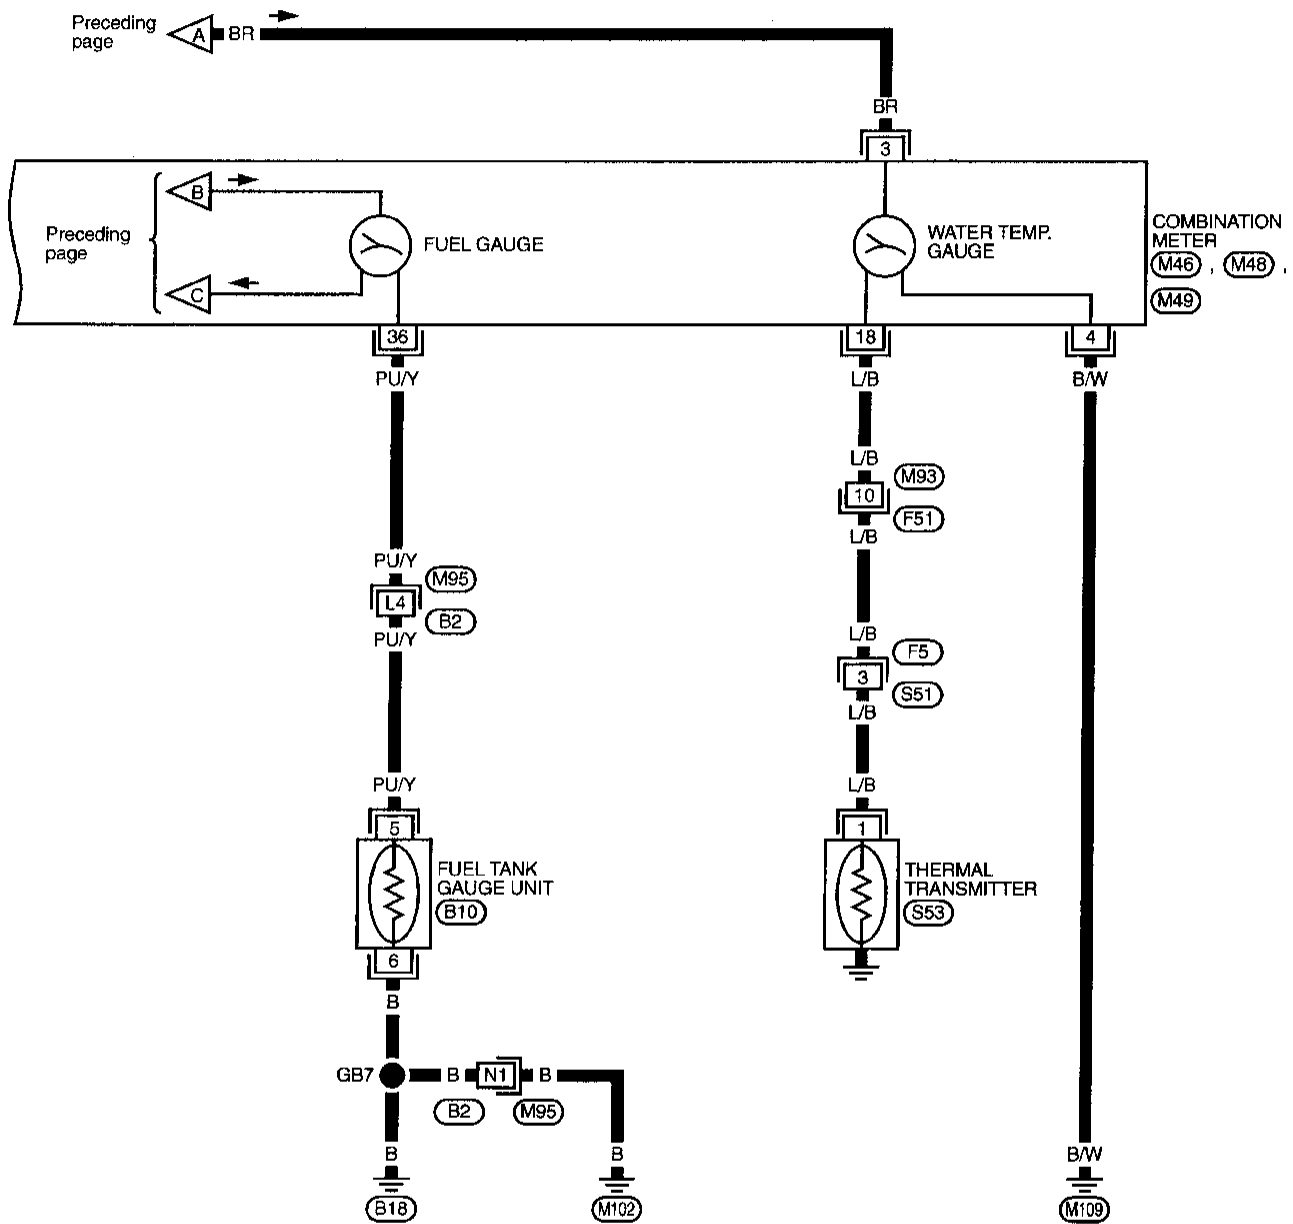 Preceding
page
A
BR
BR
3
B
Preceding
page
C
FUEL GAUGE
WATER TEMP.
GAUGE
COMBINATION
METER
M46 , M48 ,
M49
36
18
4
PU/Y
L/B
B/W
L/B
M93
10
F51
L/B
PU/Y
M95
L4
B2
PU/Y
L/B
F5
3
S51
L/B
PU/Y
L/B
5
1
FUEL TANK
GAUGE UNIT
B10
THERMAL
TRANSMITTER
S53
6
B
GB7
B
N1
B
B2
M95
B
B
B/W
B18
M102
M109